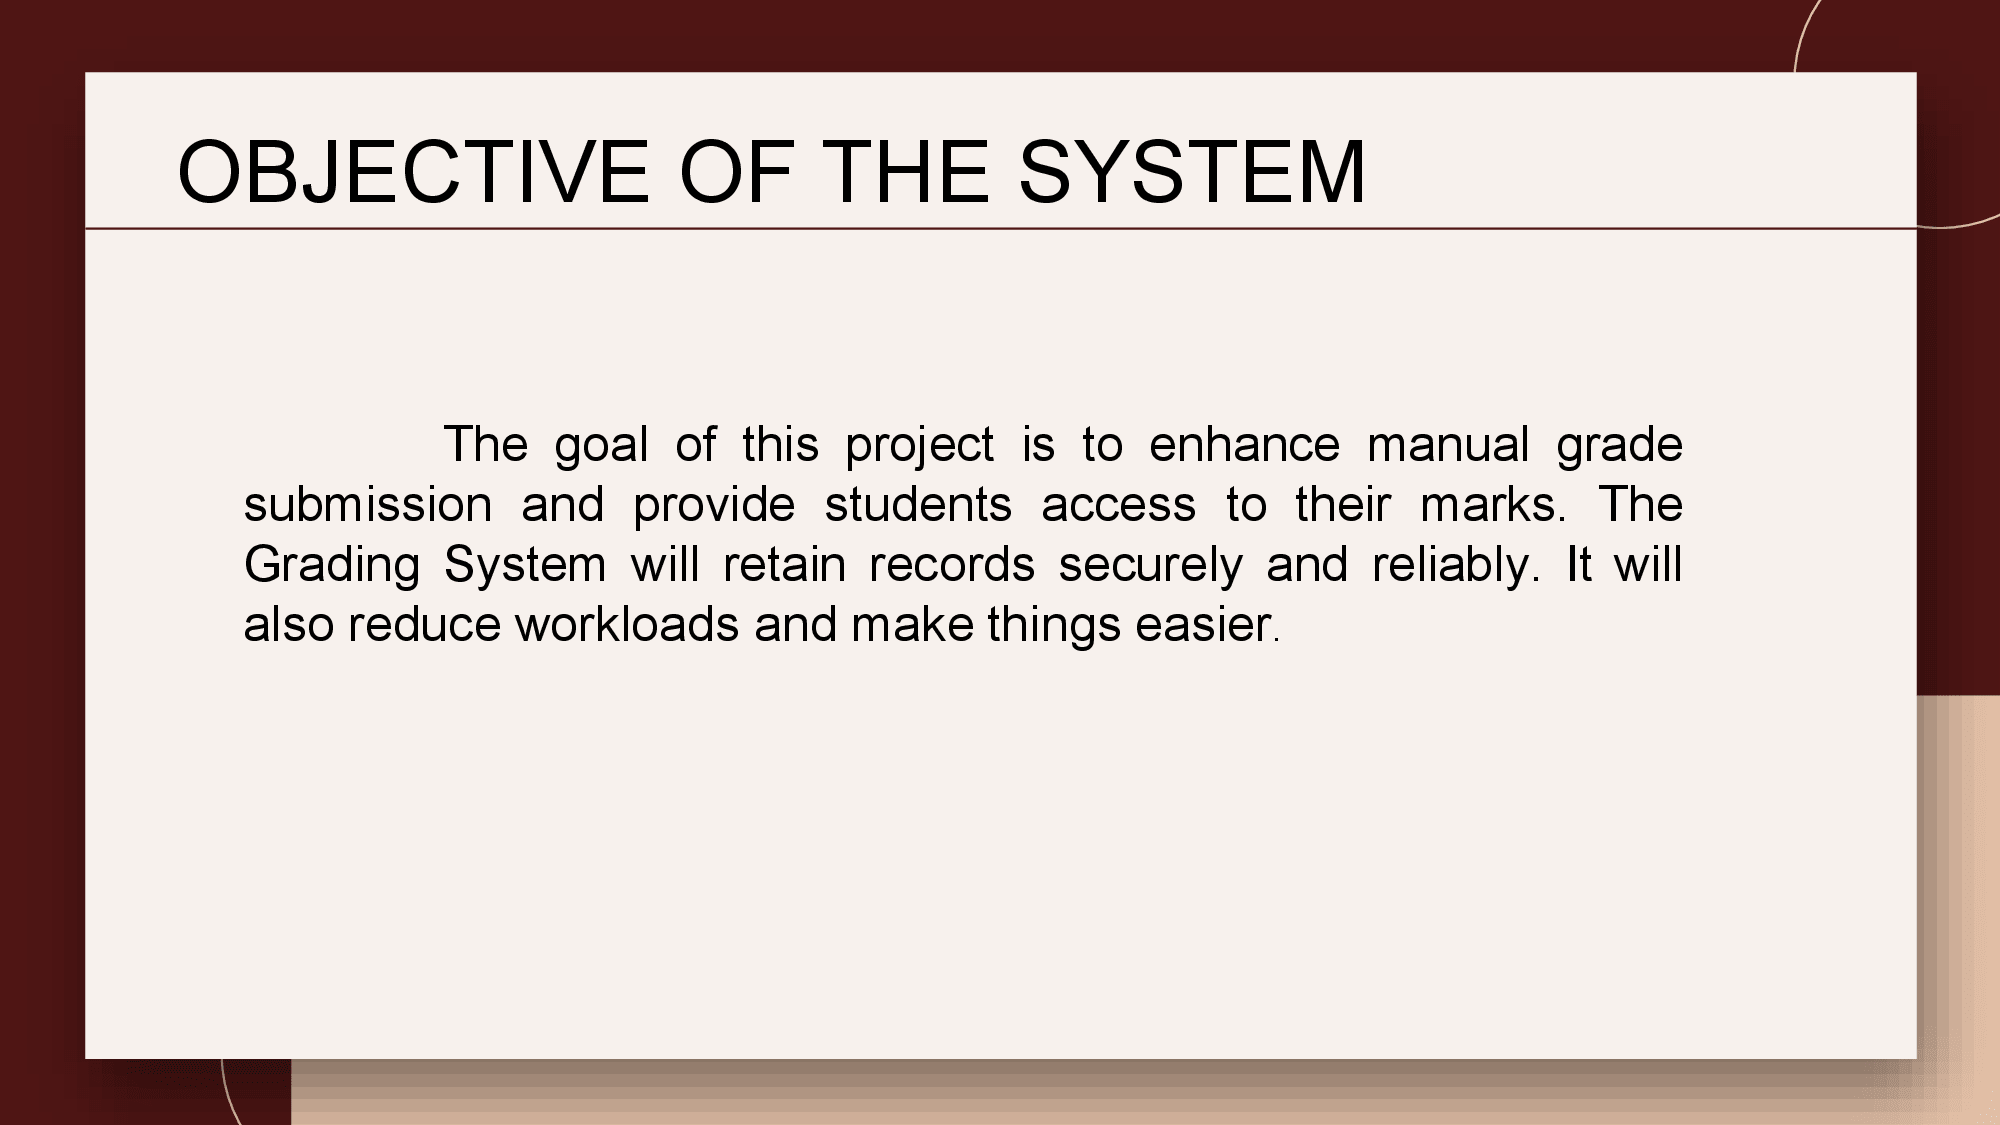 OBJECTIVE OF THE SYSTEM
The goal of this project is to enhance manual grade
submission and provide students access to their marks. The
Grading System will retain records securely and reliably. It will
also reduce workloads and make things easier.